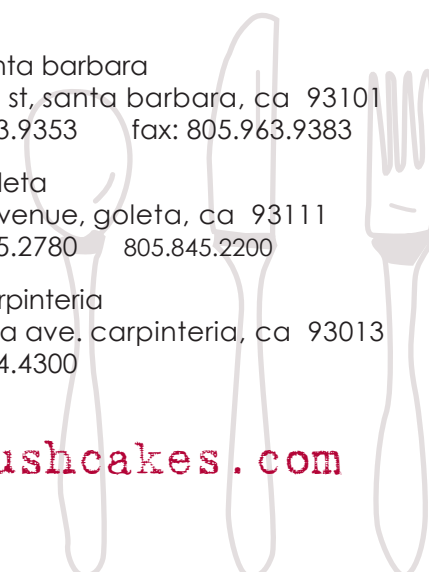 nta barbara
st, santa barbara, ca 93101
3.9353 fax: 805.963.9383
leta
venue, goleta, ca 93111
5.2780 805.845.2200
rpinteria
a ave. carpinteria, ca 93013
4.4300
ushcakes.com